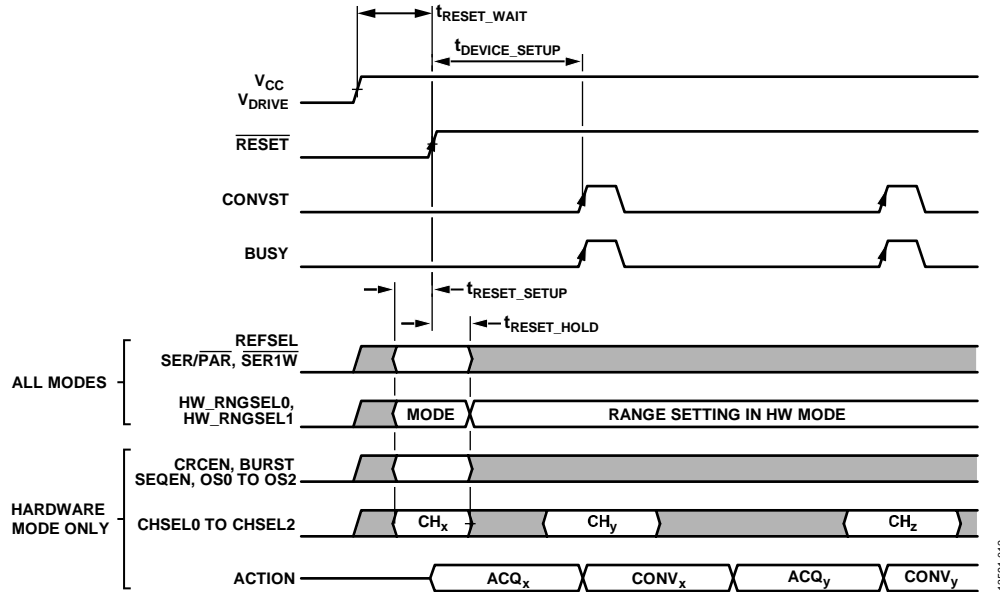 tRESET_WAIT
tDEVICE_SETUP
VCC
VDRIVE
RESET
CONVST
BUSY
tRESET_SETUP
tRESET_HOLD
REFSEL
SER/PAR, SER1W
ALL MODES
HW_RNGSEL0,
HW_RNGSEL1
MODE
RANGE SETTING IN HW MODE
CRCEN, BURST
SEQEN, OS0 TO OS2
HARDWARE
MODE ONLY
CHSEL0 TO CHSEL2
CHx
CHy
CHz
ACTION
ACQx
CONVx
ACQy
CONVy